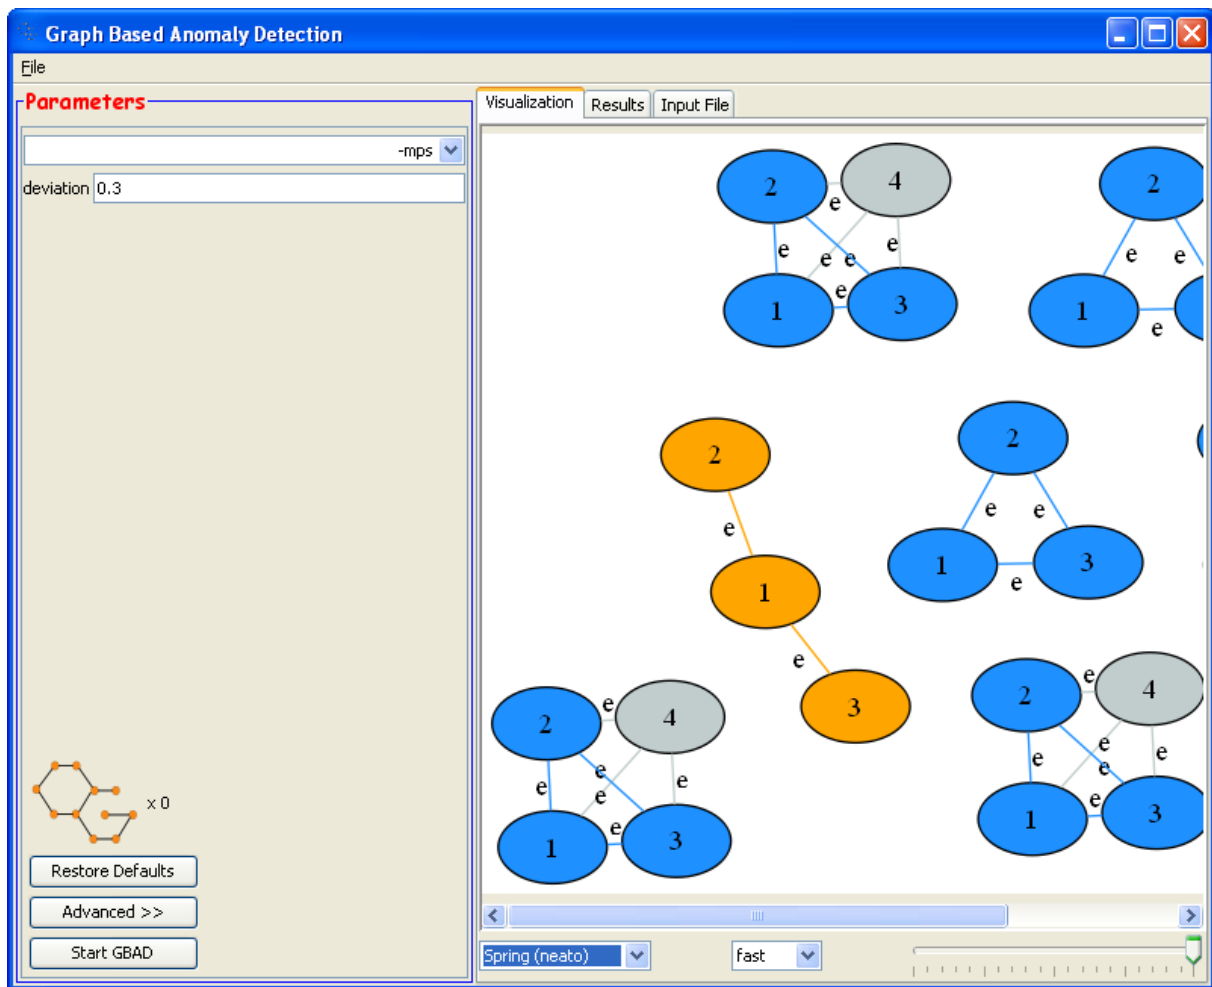 Graph Based Anomaly Detection
File
Parameters
-mps
deviation 0.3
x 0
Restore Defaults
Advanced >>
Start GBAD
Visualization Results Input File
2 4 2
e
e e e e e e
e
1 3 1
e
2 2
e e e
1 1 3
e
e
3
2 4 2 4
e e
e e e e e e
e e
1 3 1 3
e e
Spring (neato) fast